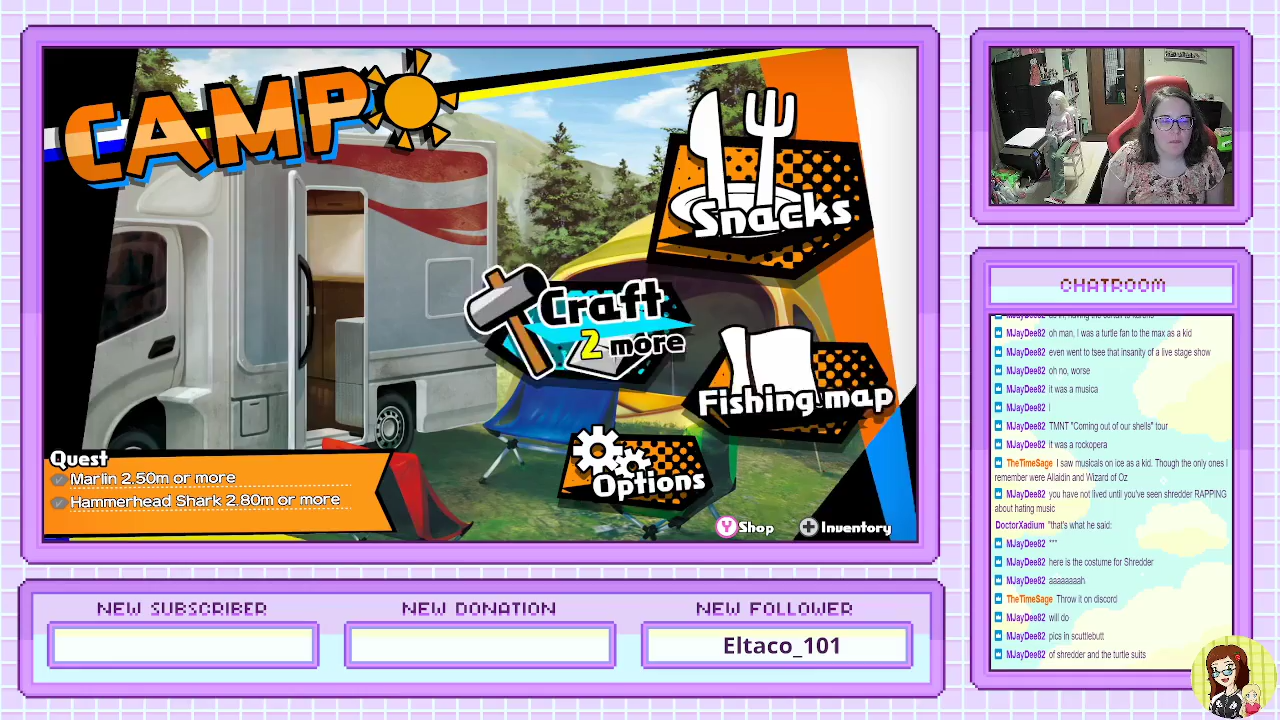 CAMP
Snacks
Craft
2 more
Fishing map
Options
Quest
Marlin 2.50m or more
Hammerhead Shark 2.80m or more
Y Shop
Inventory
NEW SUBSCRIBER
NEW DONATION
NEW FOLLOWER
Eltaco_101
CHATROOM
MJayDee82 oh man, I was a turtle fan to the max as a kid
MJayDee82 even went to tsee that insanity of a live stage show
MJayDee82 oh no, worse
MJayDee82 it was a musica
MJayDee82 l
MJayDee82 TMNT "Coming out of our shells" tour
MJayDee82 it was a rockopera
TheTimeSage I saw musicals on ice as a kid. Though the only ones I
remember were Alladin and Wizard of Oz
MJayDee82 you have not lived till you've seen shredder RAPPING
about hating music
DoctorXadium "that's what he said:
MJayDee82 ***
MJayDee82 here is the costume for Shredder
MJayDee82 aaaaaaaah
TheTimeSage Throw it on discord
MJayDee82 will do
MJayDee82 pics in scuttlebutt
MJayDee82 of shredder and the turtle suits